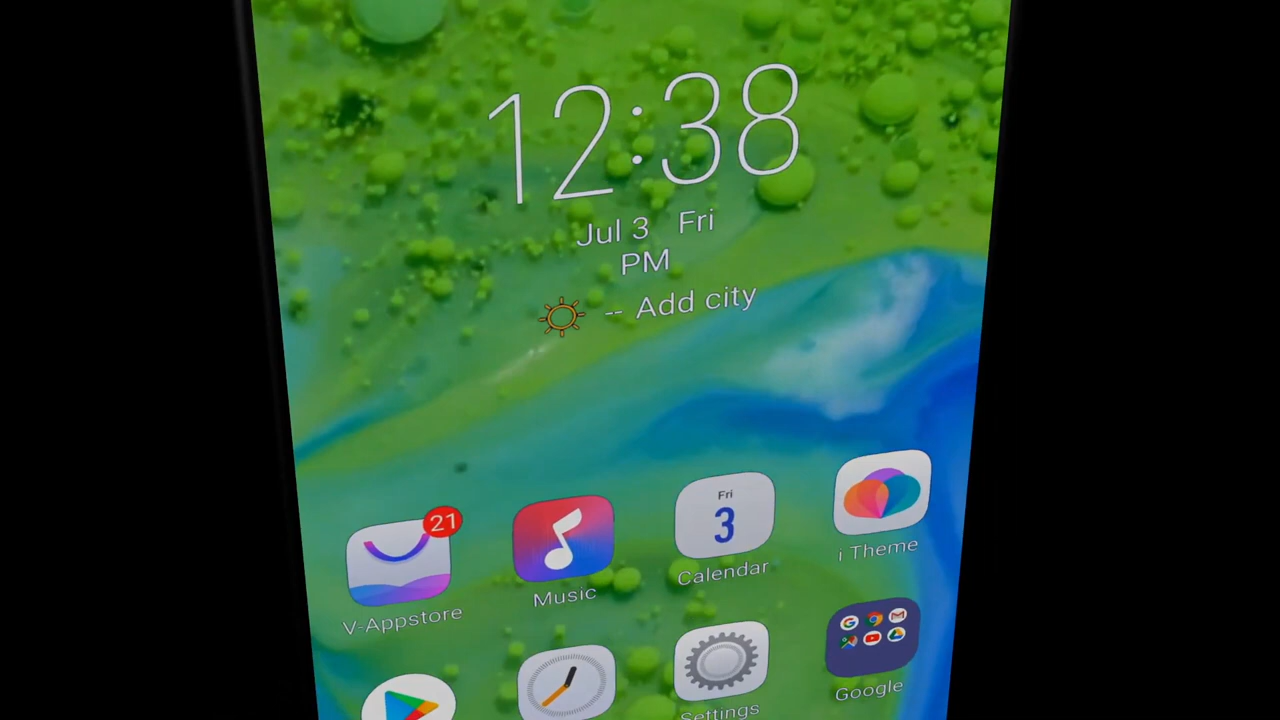 12:38
Jul 3 Fri
PM
-- Add city
21
Fri
3
V-Appstore
Music
Calendar
i Theme
Settings
Google